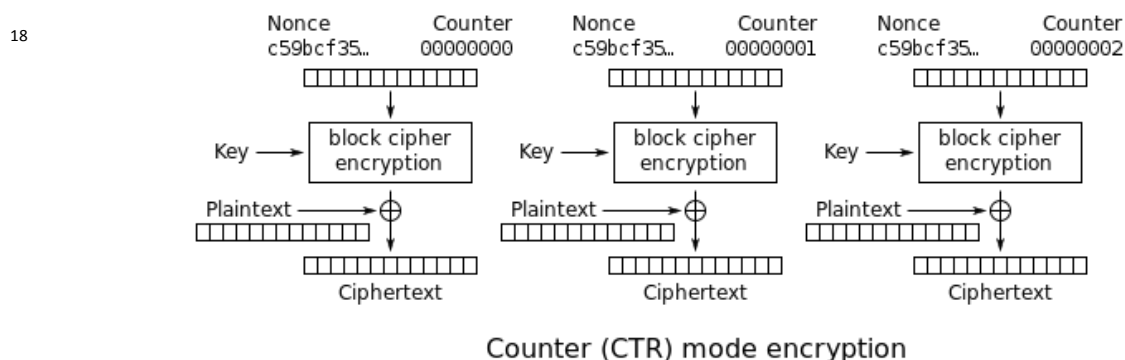 18
Nonce Counter Nonce Counter Nonce Counter
c59bcf35… 00000000 c59bcf35… 00000001 c59bcf35… 00000002
block cipher block cipher block cipher
Key Key Key
encryption encryption encryption
Plaintext Plaintext Plaintext
Ciphertext Ciphertext Ciphertext
Counter (CTR) mode encryption